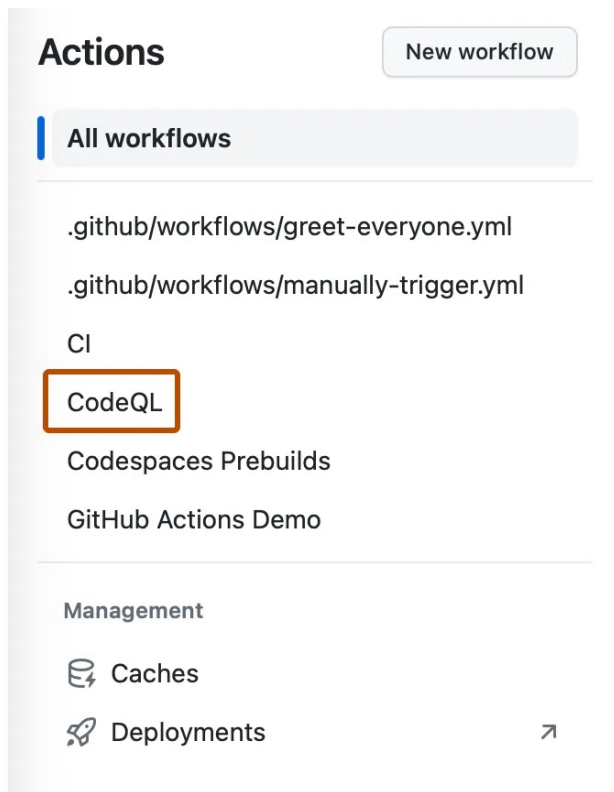 Actions
New workflow
All workflows
.github/workflows/greet-everyone.yml
.github/workflows/manually-trigger.yml
CI
CodeQL
Codespaces Prebuilds
GitHub Actions Demo
Management
Caches
Deployments